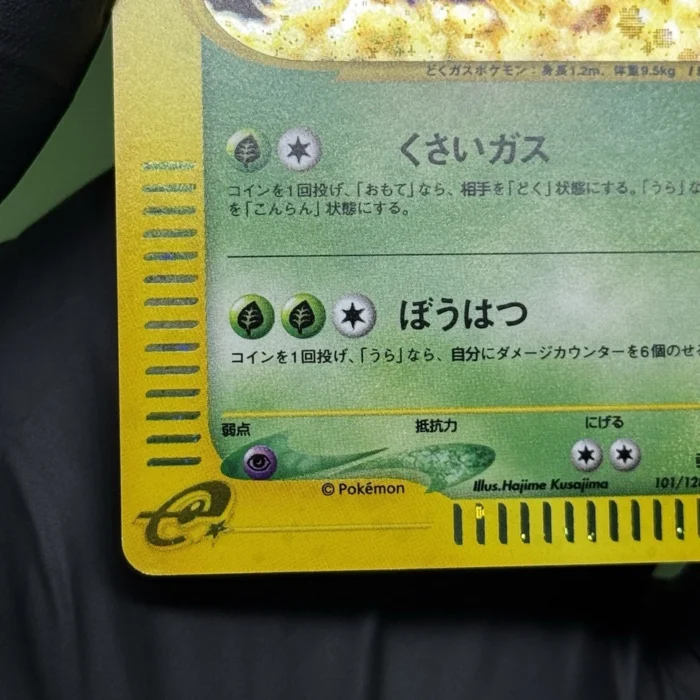 どくガスポケモン：身長1.2m、体重9.5kg
くさいガス
コインを1回投げ、「おもて」なら、相手を「どく」状態にする。「うら」な
を「こんらん」状態にする。
ぼうはつ
コインを1回投げ、「うら」なら、自分にダメージカウンターを6個のせ
弱点 抵抗力 にげる
© Pokémon Illus.Hajime Kusajima 101/128
e